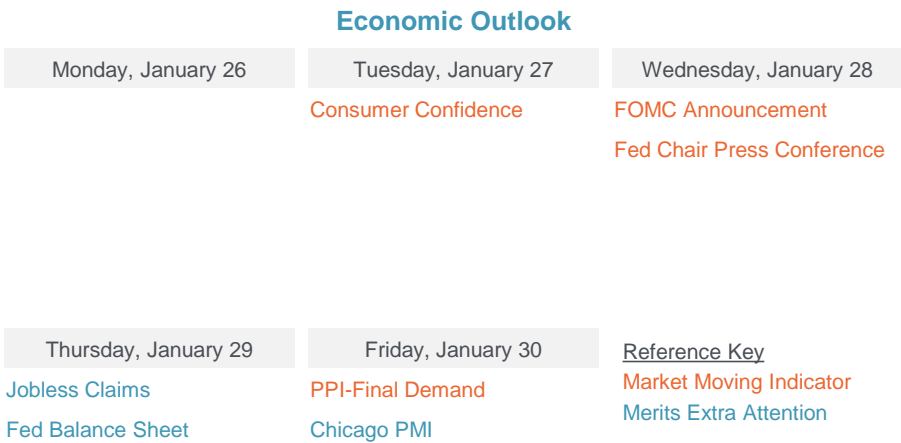 Economic Outlook
Monday, January 26
Tuesday, January 27
Wednesday, January 28
Consumer Confidence
FOMC Announcement
Fed Chair Press Conference
Thursday, January 29
Friday, January 30
Reference Key
Jobless Claims
PPI-Final Demand
Market Moving Indicator
Merits Extra Attention
Fed Balance Sheet
Chicago PMI